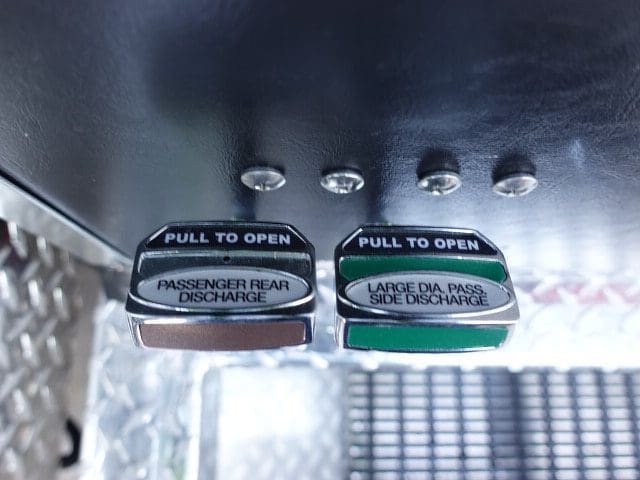 PULL TO OPEN
PASSENGER REAR
DISCHARGE
PULL TO OPEN
LARGE DIA. PASS.
SIDE DISCHARGE